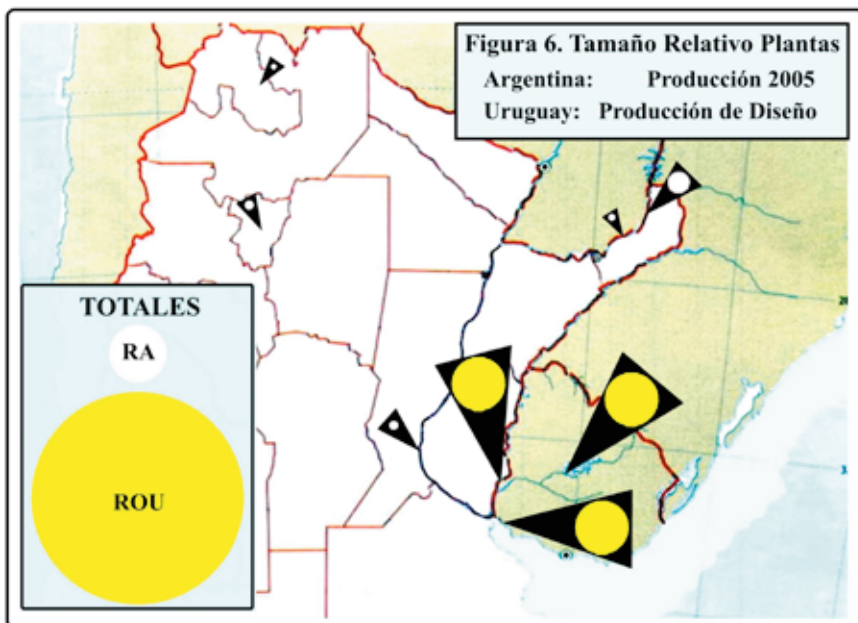 Figura 6. Tamaño Relativo Plantas
Argentina: Producción 2005
Uruguay: Producción de Diseño
TOTALES
RA
ROU